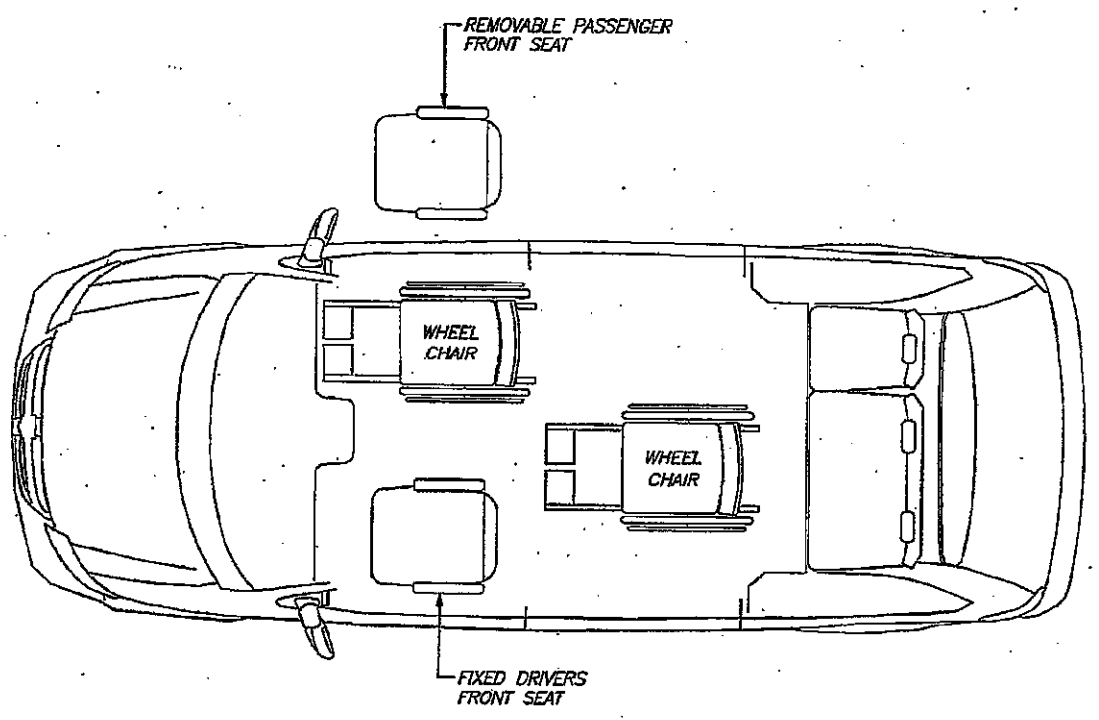 REMOVABLE PASSENGER
FRONT SEAT
WHEEL
CHAIR
WHEEL
CHAIR
FIXED DRIVERS
FRONT SEAT